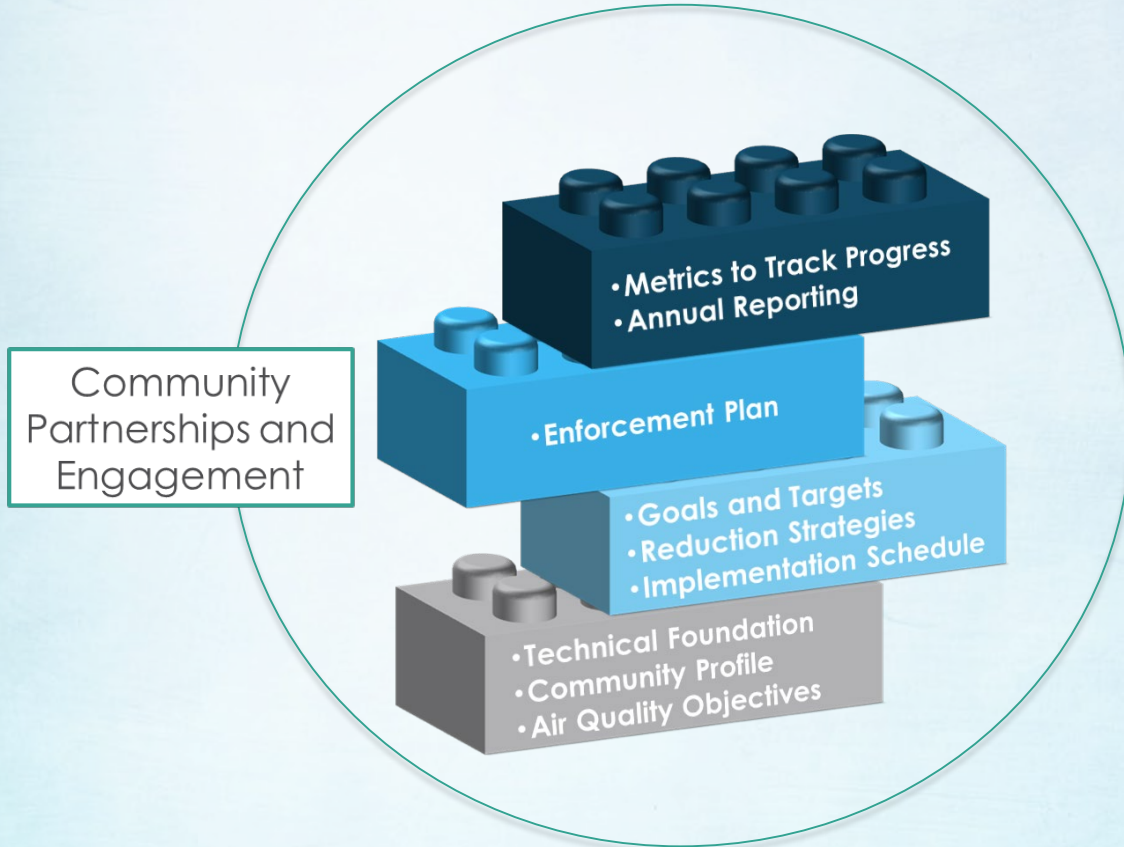 • Metrics to Track Progress
• Annual Reporting
Community
Partnerships and
Engagement
• Enforcement Plan
• Goals and Targets
• Reduction Strategies
• Implementation Schedule
• Technical Foundation
• Community Profile
• Air Quality Objectives